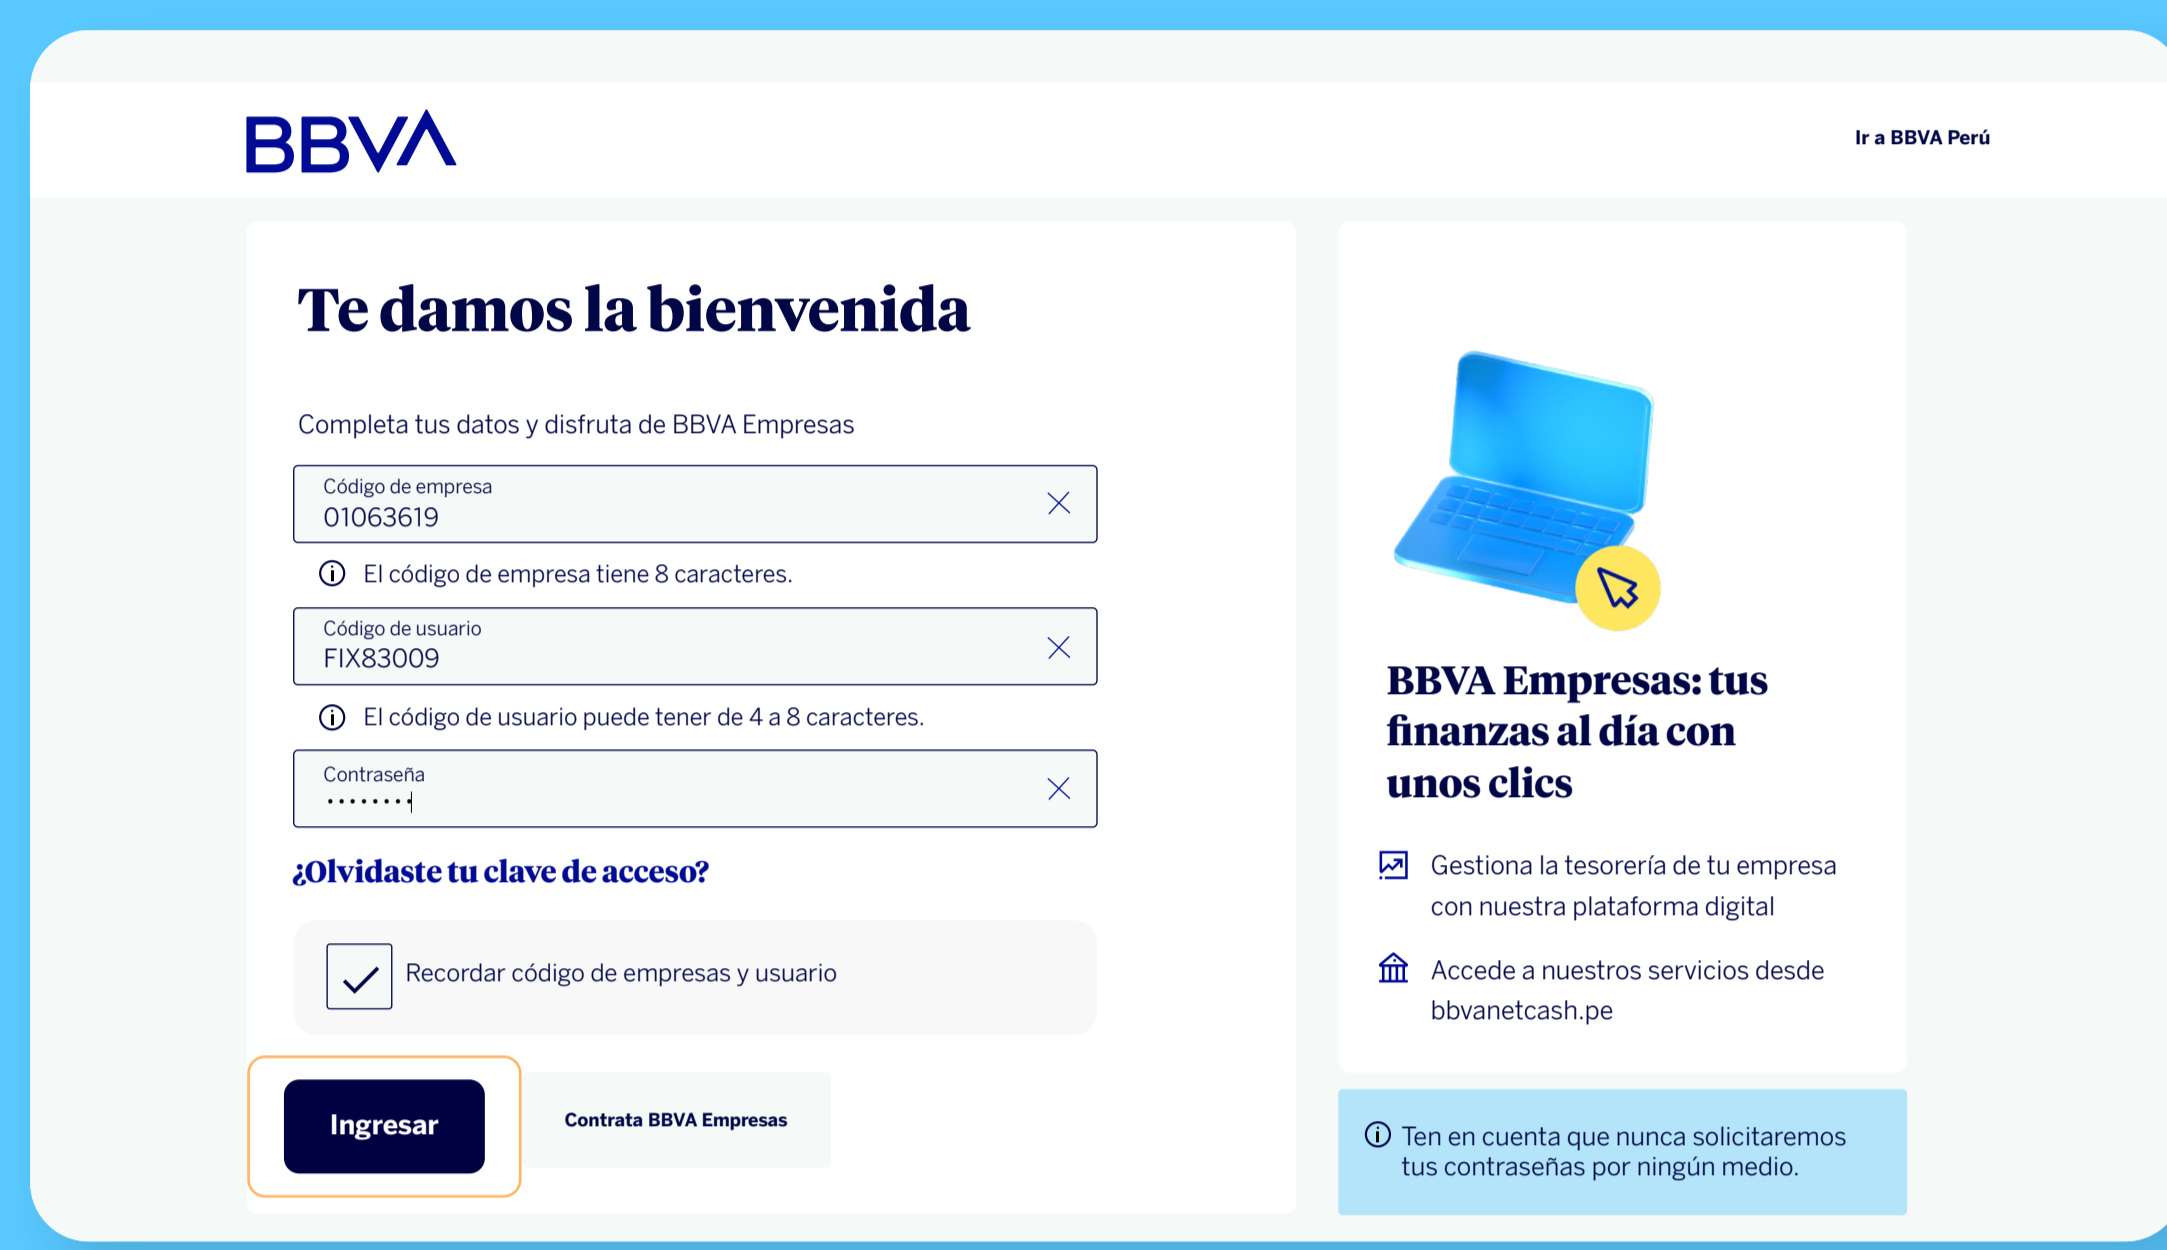 BBVA
Ir a BBVA Perú
Te damos la bienvenida
Completa tus datos y disfruta de BBVA Empresas
Código de empresa
01063619
El código de empresa tiene 8 caracteres.
Código de usuario
FIX83009
El código de usuario puede tener de 4 a 8 caracteres.
Contraseña
••••••••
¿Olvidaste tu clave de acceso?
Recordar código de empresas y usuario
Ingresar
Contrata BBVA Empresas
BBVA Empresas: tus
finanzas al día con
unos clics
Gestiona la tesorería de tu empresa
con nuestra plataforma digital
Accede a nuestros servicios desde
bbvanetcash.pe
Ten en cuenta que nunca solicitaremos
tus contraseñas por ningún medio.